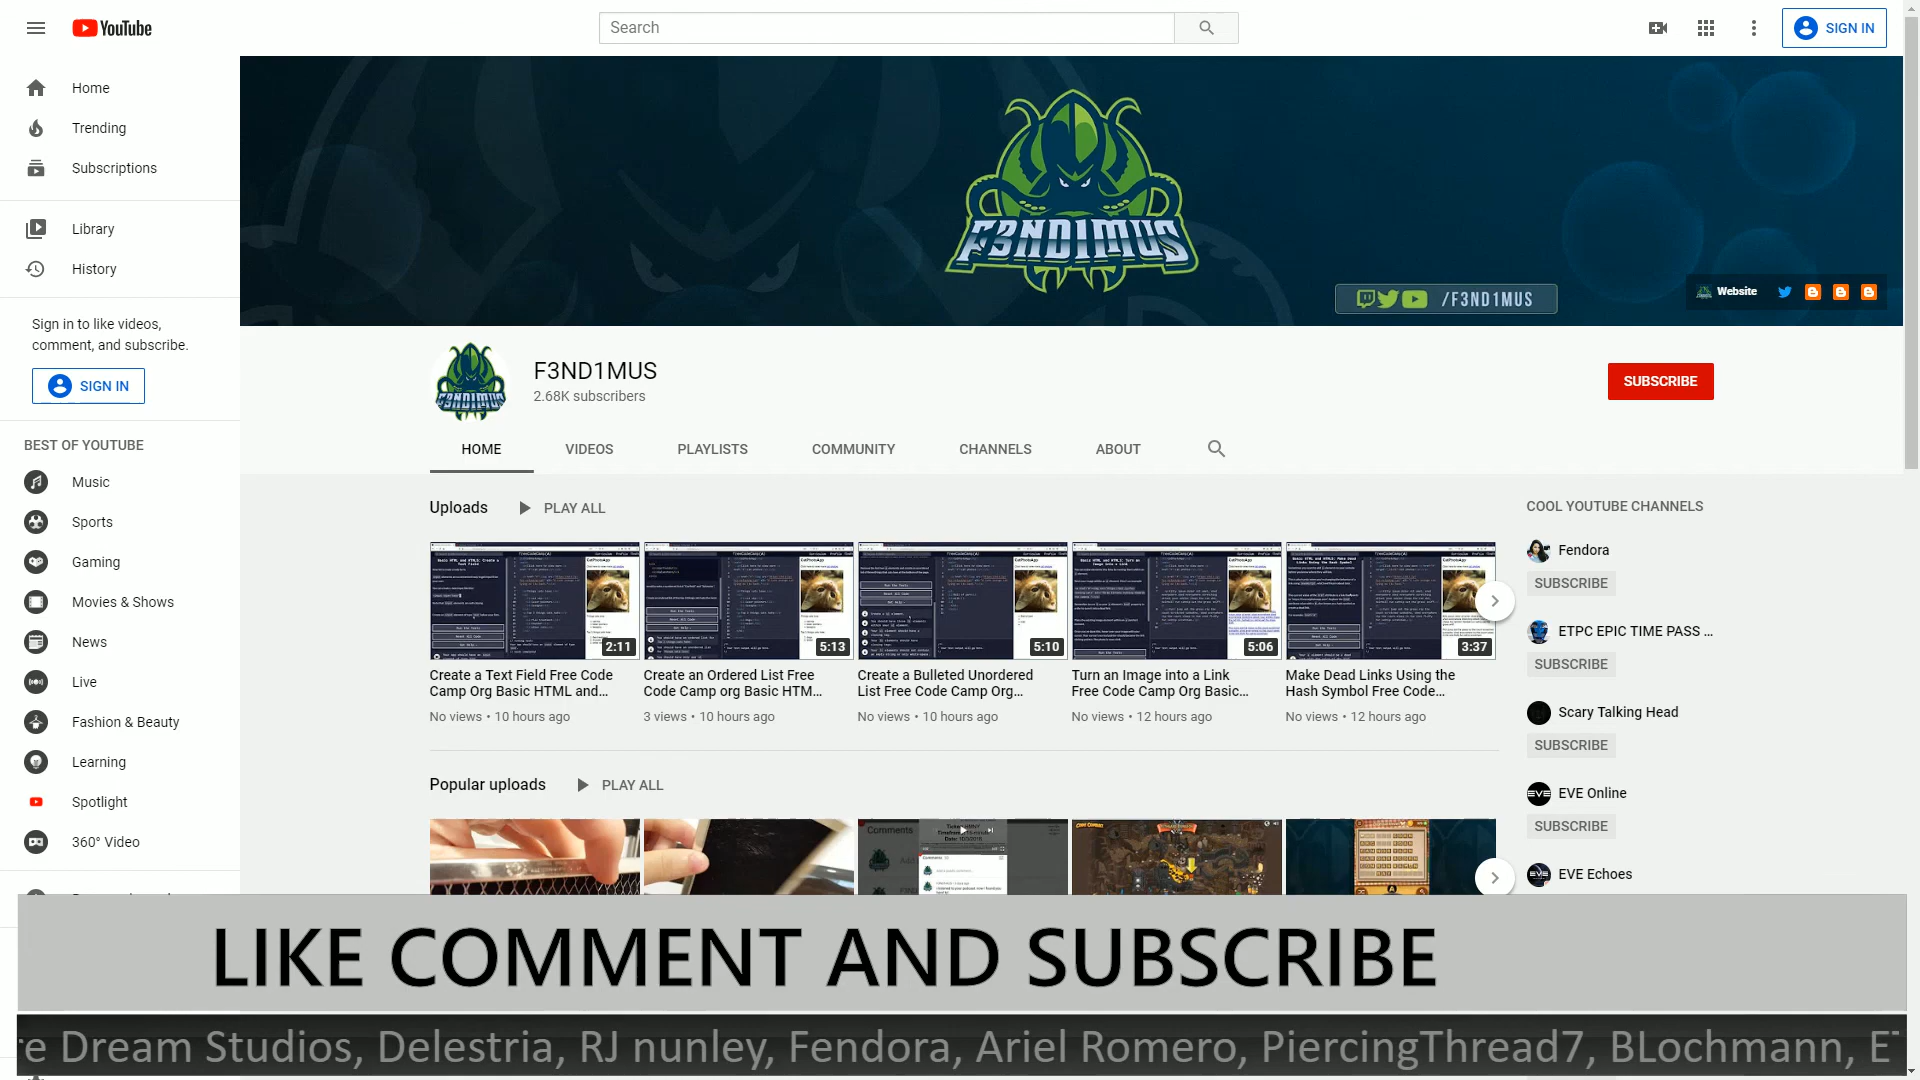 YouTube
Search
SIGN IN
Home
Trending
Subscriptions
Library
History
Sign in to like videos,
comment, and subscribe.
SIGN IN
BEST OF YOUTUBE
Music
Sports
Gaming
Movies & Shows
News
Live
Fashion & Beauty
Learning
Spotlight
360° Video
F3ND1MUS
/F3ND1MUS
Website
F3ND1MUS
F3ND1MUS
2.68K subscribers
SUBSCRIBE
HOME VIDEOS PLAYLISTS COMMUNITY CHANNELS ABOUT
Uploads PLAY ALL
2:11
Create a Text Field Free Code
Camp Org Basic HTML and...
No views • 10 hours ago
5:13
Create an Ordered List Free
Code Camp org Basic HTM...
3 views • 10 hours ago
5:10
Create a Bulleted Unordered
List Free Code Camp Org...
No views • 10 hours ago
5:06
Turn an Image into a Link
Free Code Camp Org Basic...
No views • 12 hours ago
3:37
Make Dead Links Using the
Hash Symbol Free Code...
No views • 12 hours ago
Popular uploads PLAY ALL
Comments
COOL YOUTUBE CHANNELS
Fendora
SUBSCRIBE
ETPC EPIC TIME PASS ...
SUBSCRIBE
Scary Talking Head
SUBSCRIBE
EVE Online
SUBSCRIBE
EVE Echoes
LIKE COMMENT AND SUBSCRIBE
e Dream Studios, Delestria, RJ nunley, Fendora, Ariel Romero, PiercingThread7, BLochmann, E